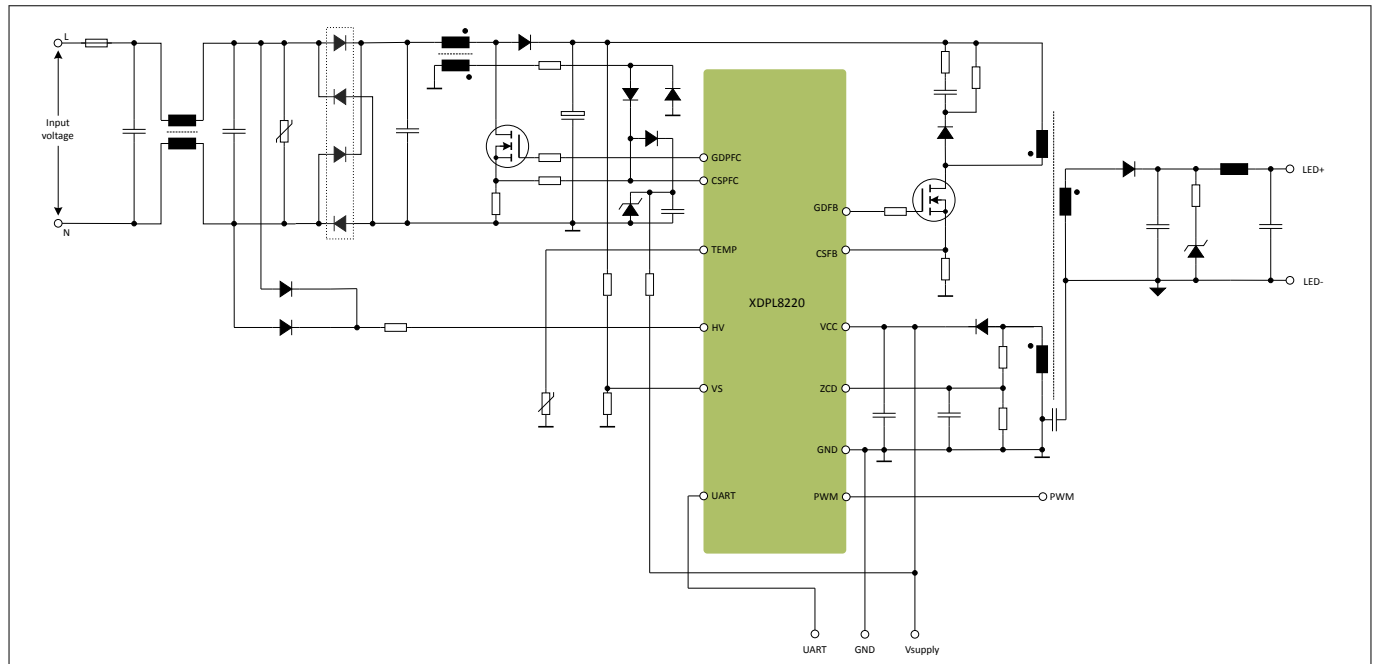 L
Input
voltage
N
GDPFC
CSPFC
TEMP
HV
VS
UART
XDPL8220
GDFB
CSFB
VCC
ZCD
GND
PWM
LED+
LED-
PWM
UART
GND
Vsupply